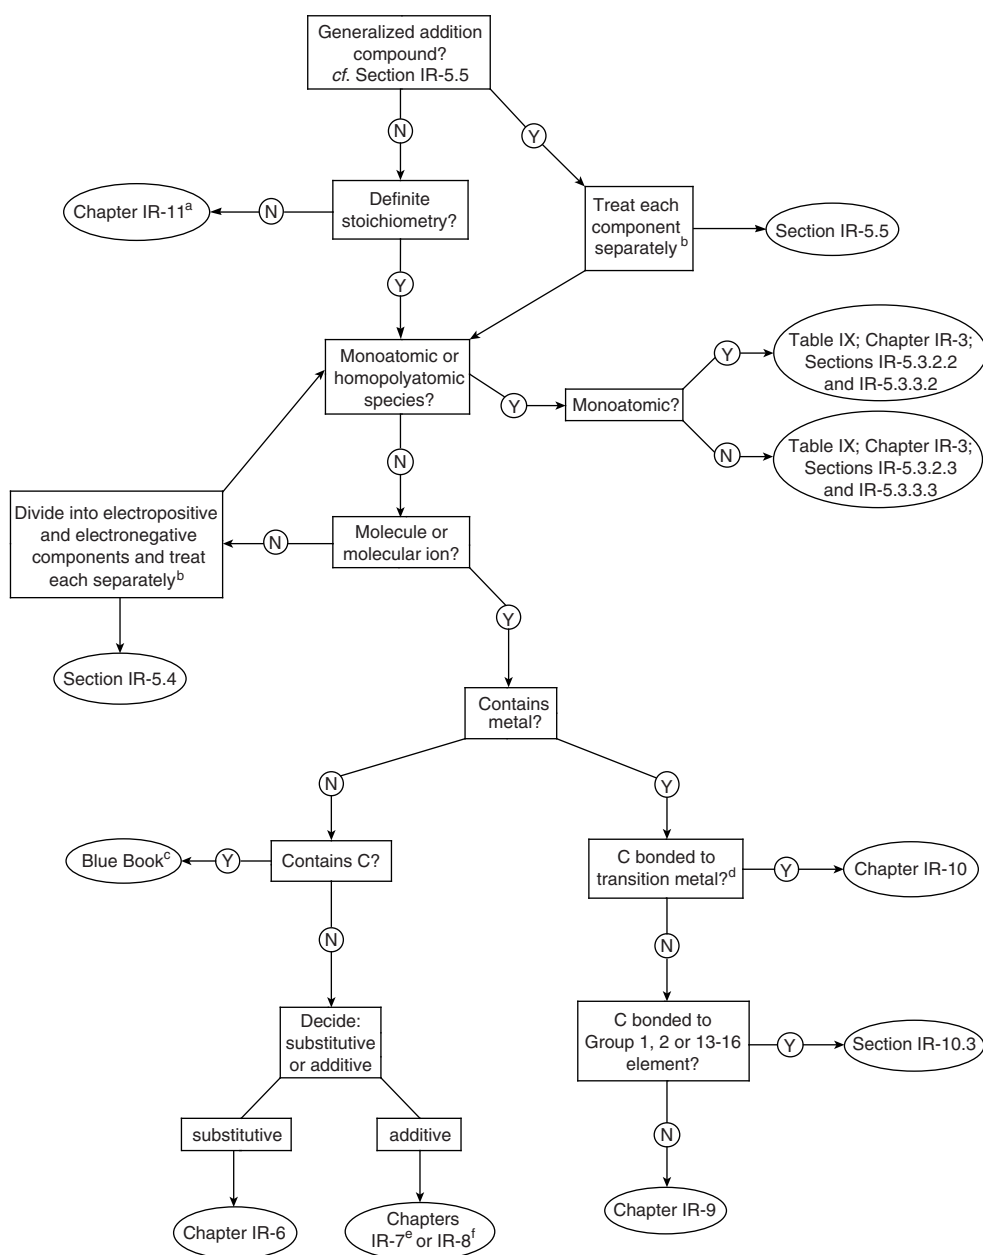 Generalized addition
compound?
cf. Section IR-5.5
N
Y
Chapter IR-11a
N
Definite
stoichiometry?
Treat each
component
separately b
Section IR-5.5
Y
Monoatomic or
homopolyatomic
species?
Y
Monoatomic?
Y
Table IX; Chapter IR-3;
Sections IR-5.3.2.2
and IR-5.3.3.2
N
Table IX; Chapter IR-3;
Sections IR-5.3.2.3
and IR-5.3.3.3
N
Divide into electropositive
and electronegative
components and treat
each separatelyb
N
Molecule or
molecular ion?
Section IR-5.4
Y
Contains
metal?
N
Y
Blue Bookc
Y
Contains C?
C bonded to
transition metal?d
Y
Chapter IR-10
N
N
Decide:
substitutive
or additive
C bonded to
Group 1, 2 or 13-16
element?
Y
Section IR-10.3
substitutive
additive
N
Chapter IR-6
Chapters
IR-7e or IR-8f
Chapter IR-9